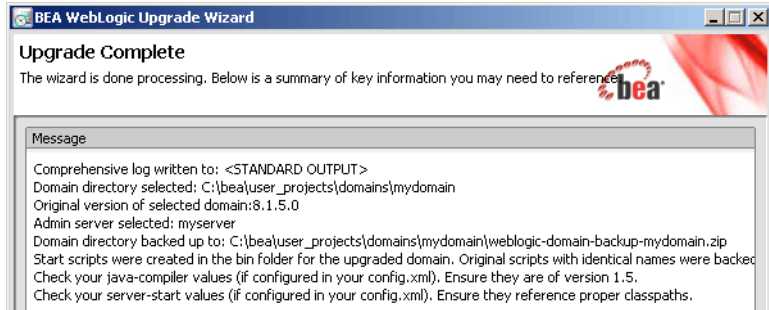 BEA WebLogic Upgrade Wizard
Upgrade Complete
The wizard is done processing. Below is a summary of key information you may need to reference.
bea
Message
Comprehensive log written to: <STANDARD OUTPUT>
Domain directory selected: C:\bea\user_projects\domains\mydomain
Original version of selected domain:8.1.5.0
Admin server selected: myserver
Domain directory backed up to: C:\bea\user_projects\domains\mydomain\weblogic-domain-backup-mydomain.zip
Start scripts were created in the bin folder for the upgraded domain. Original scripts with identical names were backed
Check your java-compiler values (if configured in your config.xml). Ensure they are of version 1.5.
Check your server-start values (if configured in your config.xml). Ensure they reference proper classpaths.